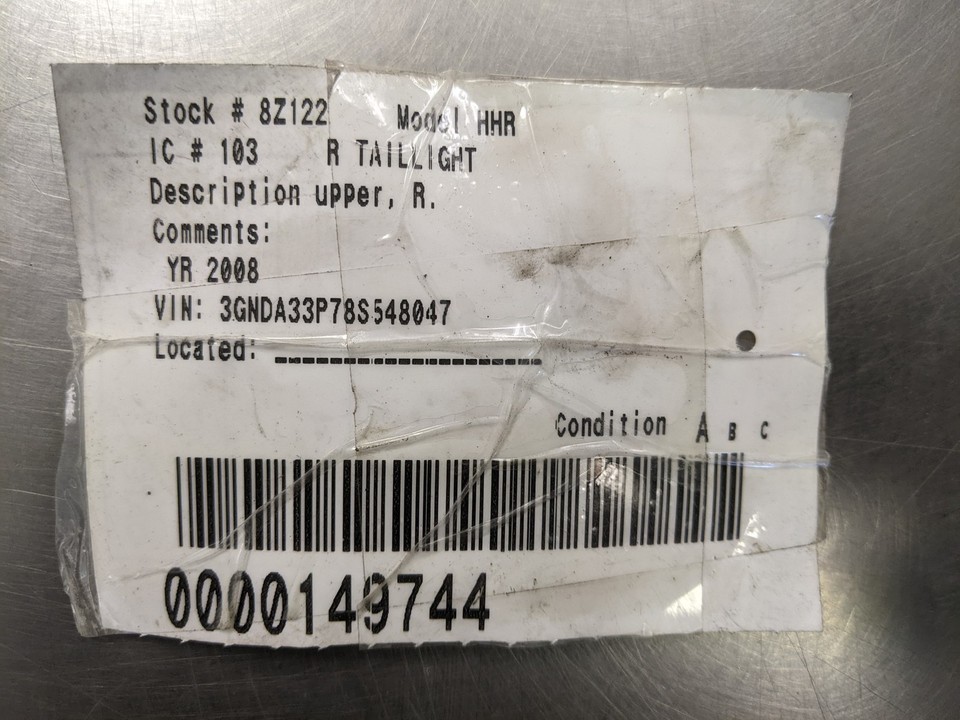 Stock # 8Z122 Model HHR
IC # 103 R TAILLIGHT
Description upper, R.
Comments:
YR 2008
VIN: 3GNDA33P78S548047
Located: _ _ _ _ _ _ _ _ _ _ _ _ _ _ _ _ _ _ _ _
Condition A B C
0000149744